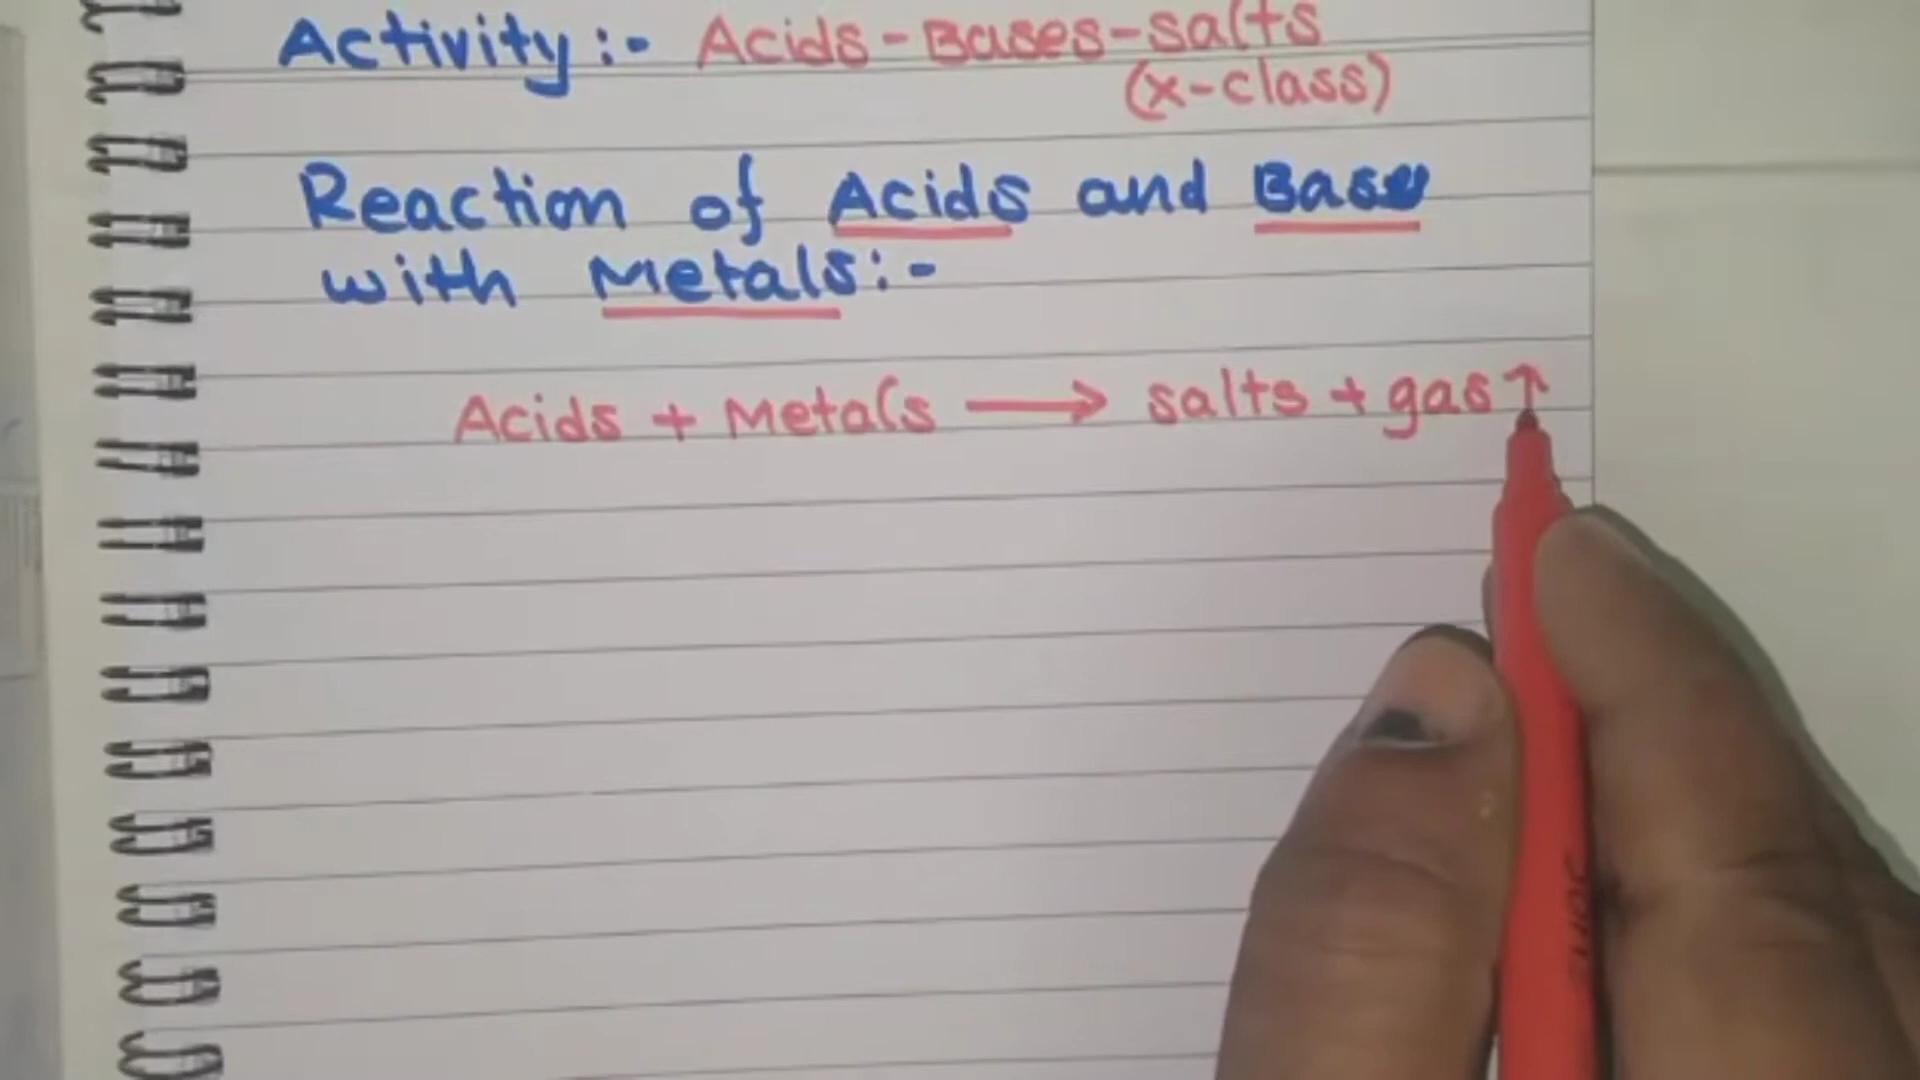 Activity :- Acids-Bases-salts
(x-class)
Reaction of Acids and Base
with Metals:-
Acids + Metals → salts + gas↑